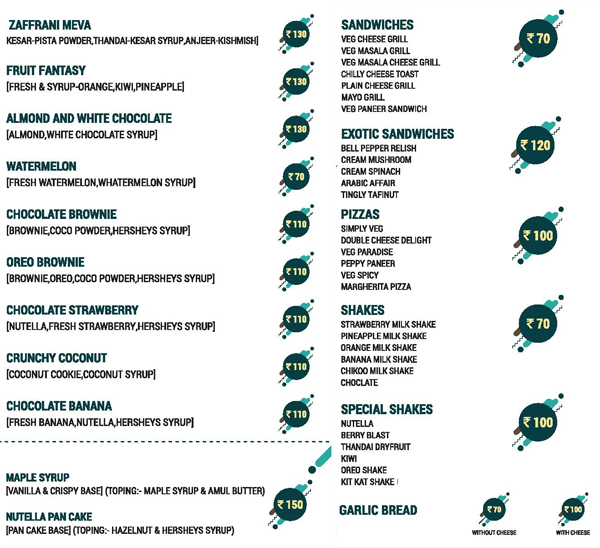 ZAFFRANI MEVA
KESAR-PISTA POWDER,THANDAI-KESAR SYRUP,ANJEER-KISHMISH]
₹130
FRUIT FANTASY
[FRESH & SYRUP-ORANGE,KIWI,PINEAPPLE]
₹130
ALMOND AND WHITE CHOCOLATE
[ALMOND,WHITE CHOCOLATE SYRUP]
₹130
WATERMELON
[FRESH WATERMELON,WHATERMELON SYRUP]
₹70
CHOCOLATE BROWNIE
[BROWNIE,COCO POWDER,HERSHEYS SYRUP]
₹110
OREO BROWNIE
[BROWNIE,OREO,COCO POWDER,HERSHEYS SYRUP]
₹110
CHOCOLATE STRAWBERRY
[NUTELLA,FRESH STRAWBERRY,HERSHEYS SYRUP]
₹110
CRUNCHY COCONUT
[COCONUT COOKIE,COCONUT SYRUP]
₹110
CHOCOLATE BANANA
[FRESH BANANA,NUTELLA,HERSHEYS SYRUP]
₹110
MAPLE SYRUP
[VANILLA & CRISPY BASE] (TOPING:- MAPLE SYRUP & AMUL BUTTER)
₹150
NUTELLA PAN CAKE
[PAN CAKE BASE] (TOPING:- HAZELNUT & HERSHEYS SYRUP)
SANDWICHES
₹70
VEG CHEESE GRILL
VEG MASALA GRILL
VEG MASALA CHEESE GRILL
CHILLY CHEESE TOAST
PLAIN CHEESE GRILL
MAYO GRILL
VEG PANEER SANDWICH
EXOTIC SANDWICHES
₹120
BELL PEPPER RELISH
CREAM MUSHROOM
CREAM SPINACH
ARABIC AFFAIR
TINGLY TAFINUT
PIZZAS
₹100
SIMPLY VEG
DOUBLE CHEESE DELIGHT
VEG PARADISE
PEPPY PANEER
VEG SPICY
MARGHERITA PIZZA
SHAKES
₹70
STRAWBERRY MILK SHAKE
PINEAPPLE MILK SHAKE
ORANGE MILK SHAKE
BANANA MILK SHAKE
CHIKOO MILK SHAKE
CHOCLATE
SPECIAL SHAKES
₹100
NUTELLA
BERRY BLAST
THANDAI DRYFRUIT
KIWI
OREO SHAKE
KIT KAT SHAKE
GARLIC BREAD
₹70
WITHOUT CHEESE
₹100
WITH CHEESE